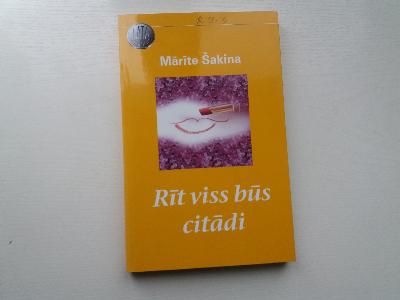 Mārīte Šakina
Rīt viss būs
citādi